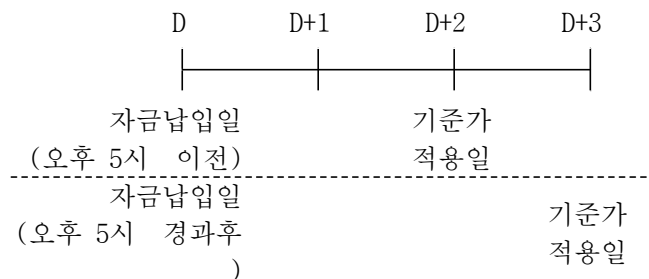 D D+1 D+2 D+3
자금납입일 기준가
(오후 5시 이전) 적용일
자금납입일
(오후 5시 경과후
)
기준가
적용일